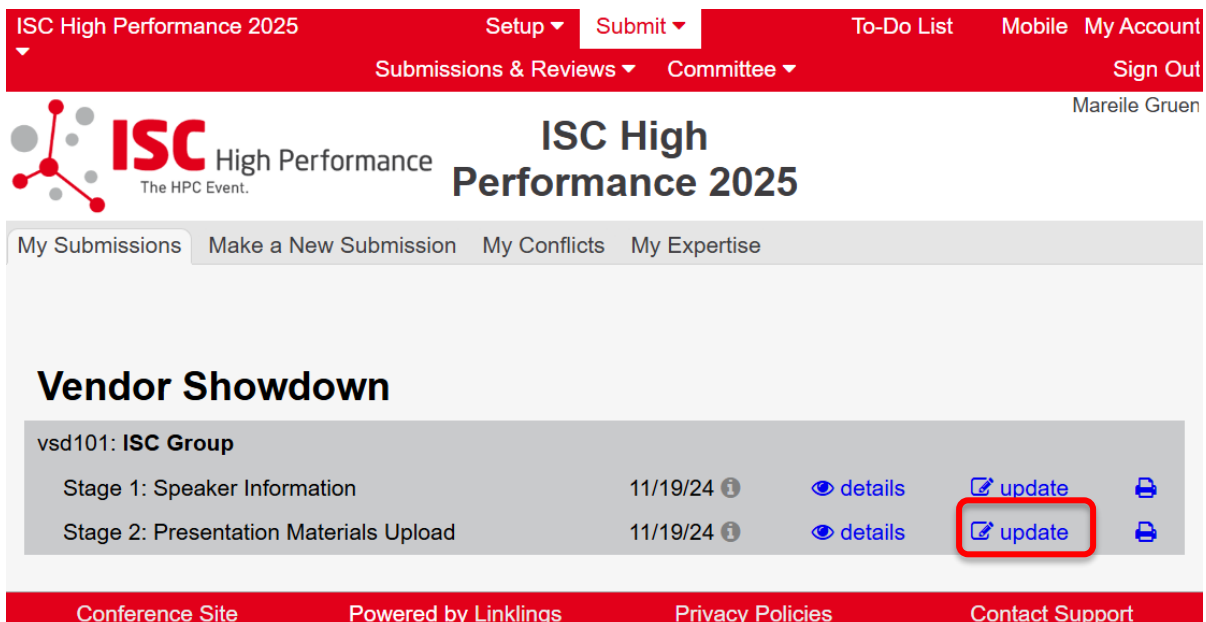 ISC High Performance 2025 Setup Submit To-Do List Mobile My Account
Submissions & Reviews Committee Sign Out
Mareile Gruen
ISC High Performance
The HPC Event.
ISC High
Performance 2025
My Submissions Make a New Submission My Conflicts My Expertise
Vendor Showdown
vsd101: ISC Group
Stage 1: Speaker Information 11/19/24 details update
Stage 2: Presentation Materials Upload 11/19/24 details update
Conference Site Powered by Linklings Privacy Policies Contact Support